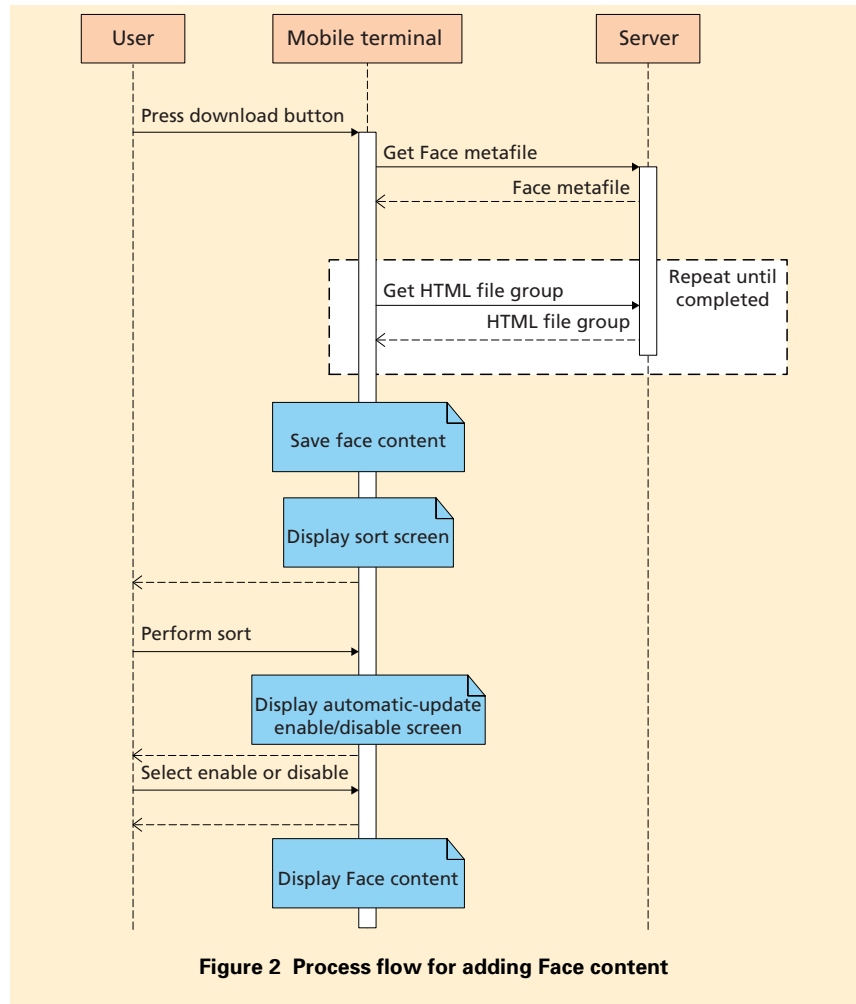 User
Mobile terminal
Server
Press download button
Get Face metafile
Face metafile
Repeat until
completed
Get HTML file group
HTML file group
Save face content
Display sort screen
Perform sort
Display automatic-update
enable/disable screen
Select enable or disable
Display Face content
Figure 2 Process flow for adding Face content